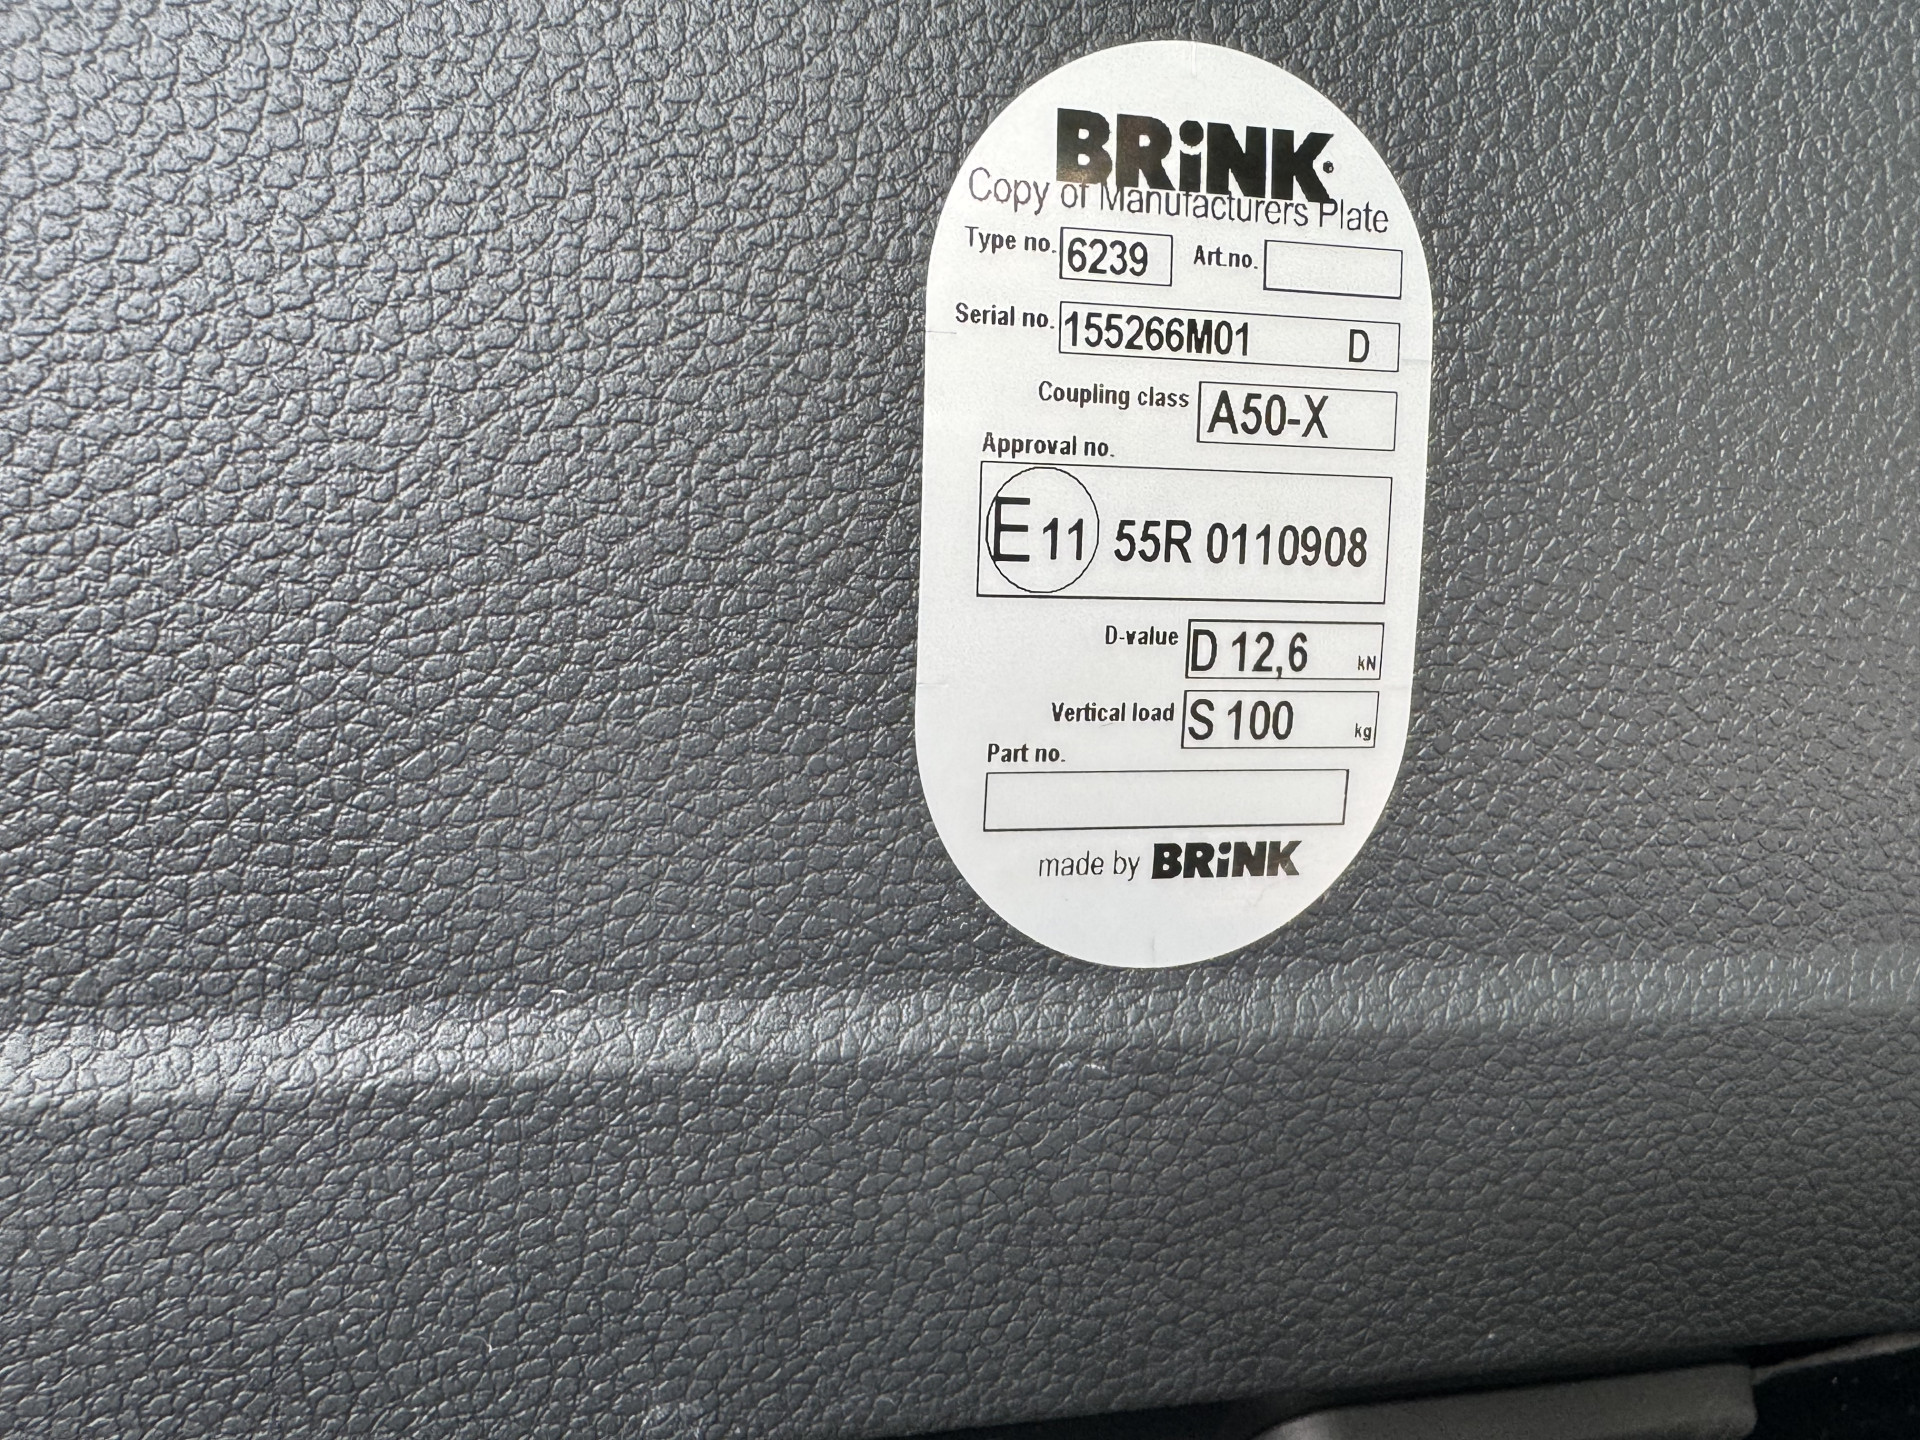 BRiNK
Copy of Manufacturers Plate
Type no. 6239 Art.no.
Serial no. 155266M01 D
Coupling class A50-X
Approval no.
E 11 55R 0110908
D-value D 12,6 kN
Vertical load S 100 kg
Part no.
made by BRiNK